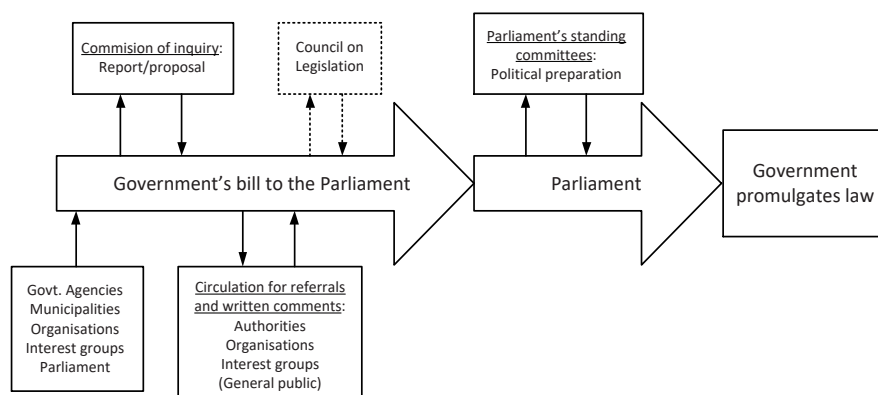 Commision of inquiry:
Report/proposal
Council on
Legislation
Parliament's standing
committees:
Political preparation
Government's bill to the Parliament
Parliament
Government
promulgates law
Govt. Agencies
Municipalities
Organisations
Interest groups
Parliament
Circulation for referrals
and written comments:
Authorities
Organisations
Interest groups
(General public)